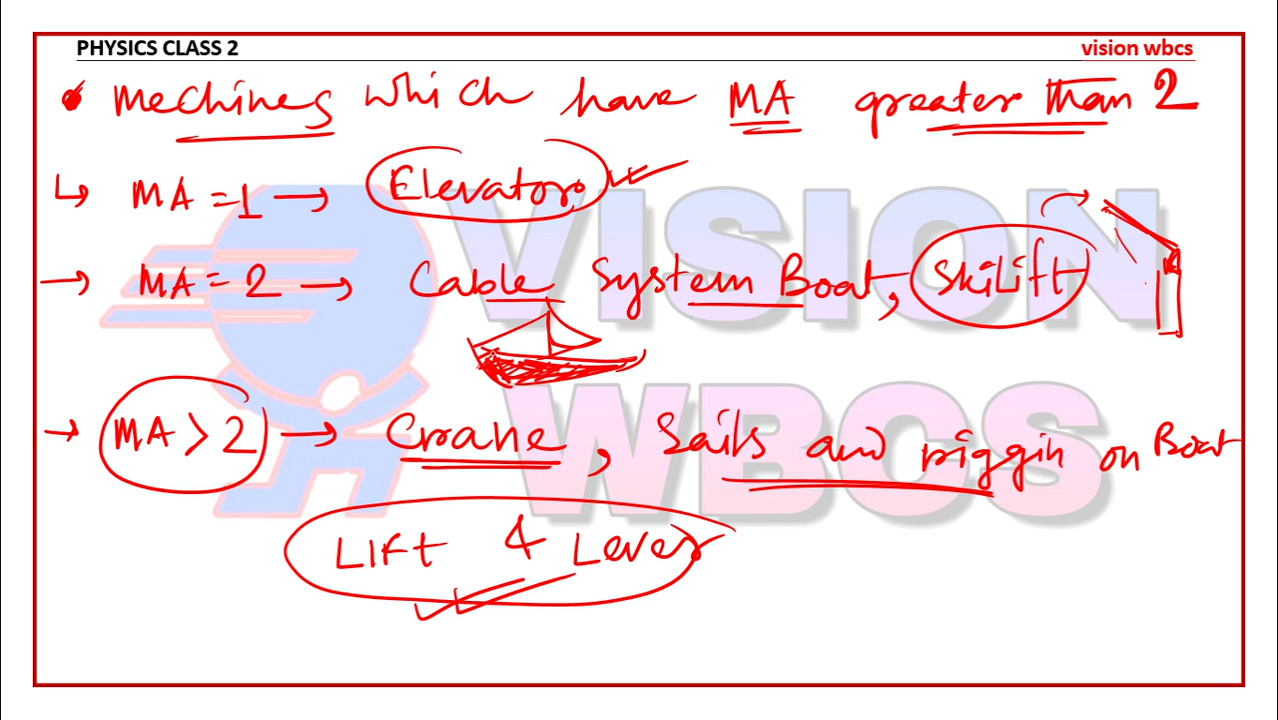 PHYSICS CLASS 2 vision wbcs
• Mechines which have MA greater than 2
↳ MA = 1 → Elevator
→ MA = 2 → Cable System Boat, Skilift
→ MA > 2 → Crane, Sails and riggin on Boat
Lift & Lever
VISION
WBCS